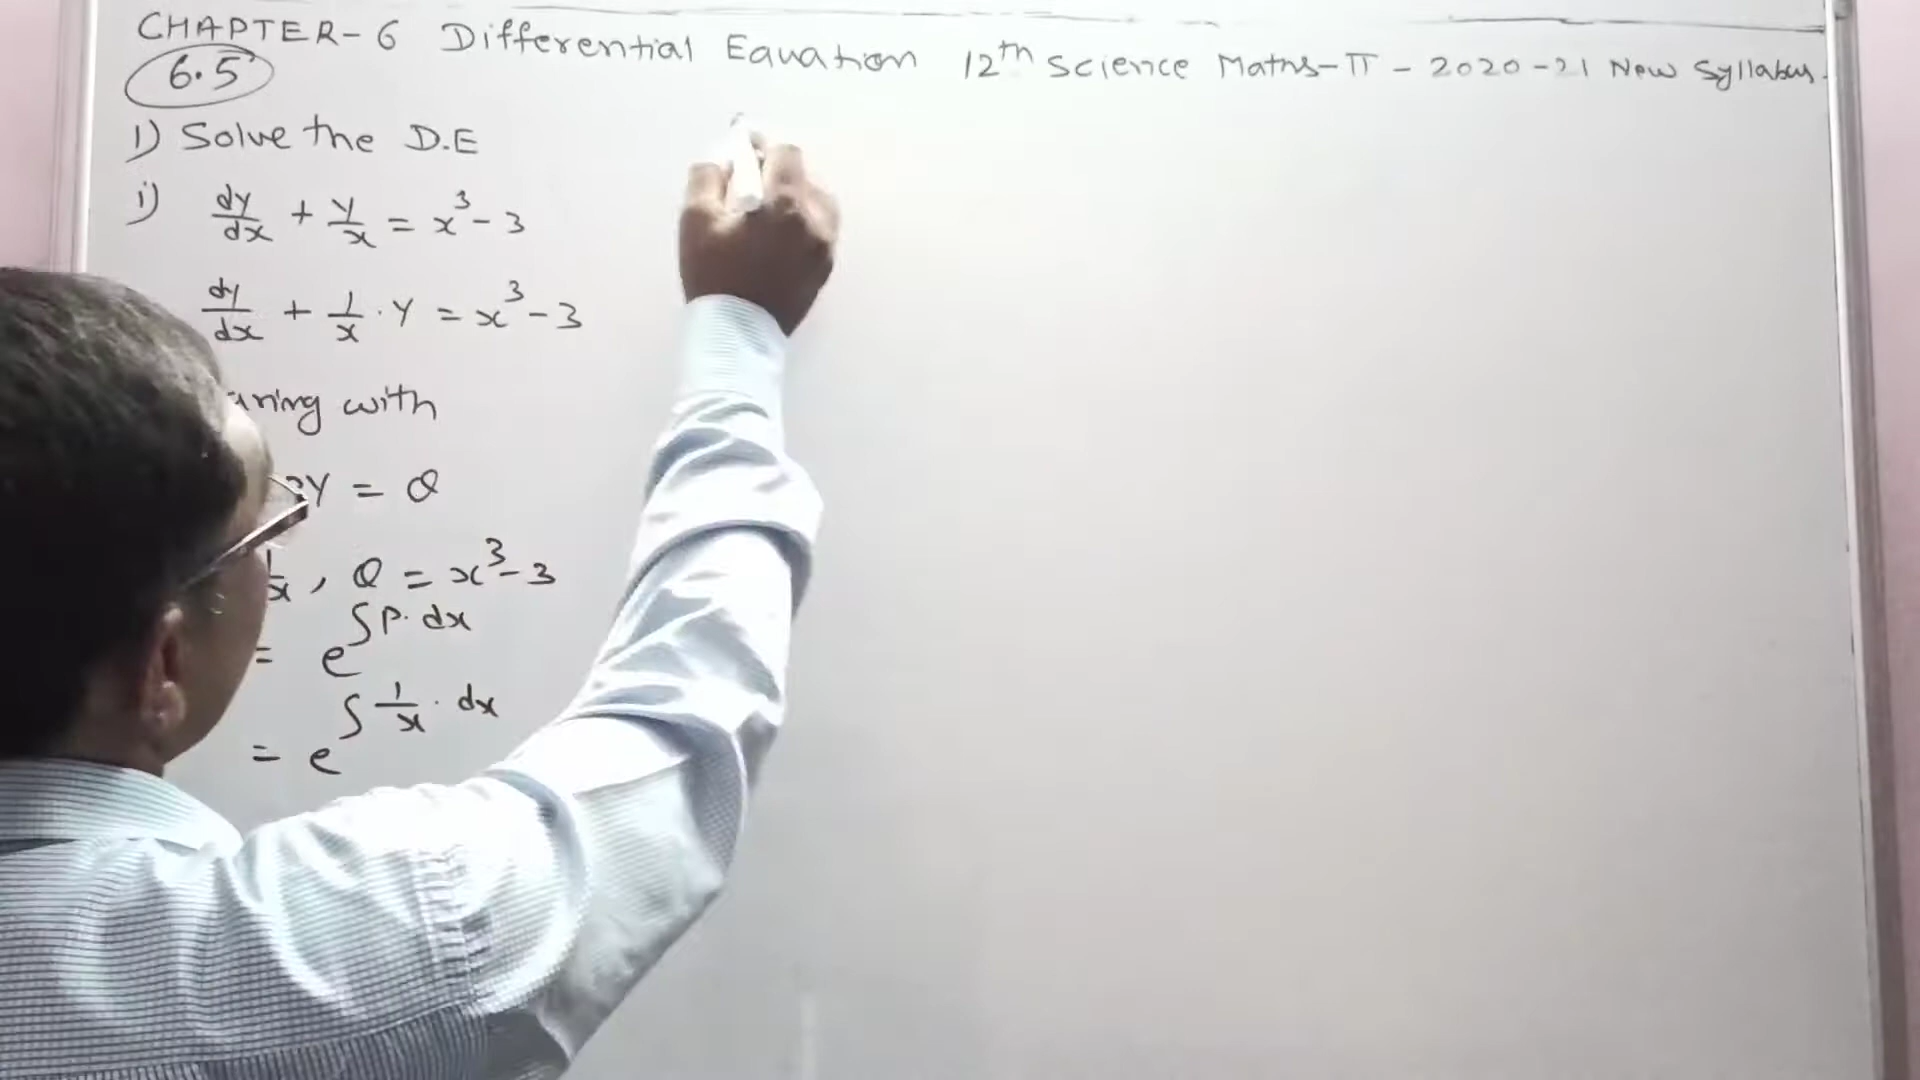 CHAPTER-6 Differential Equation 12th Science Maths-II - 2020-21 New Syllabus.
6.5
1) Solve the D.E
i) dy/dx + y/x = x³ - 3
dy/dx + 1/x · y = x³ - 3
aring with
PY = Q
1/x , Q = x³ - 3
= e^∫P·dx
= e^∫1/x · dx